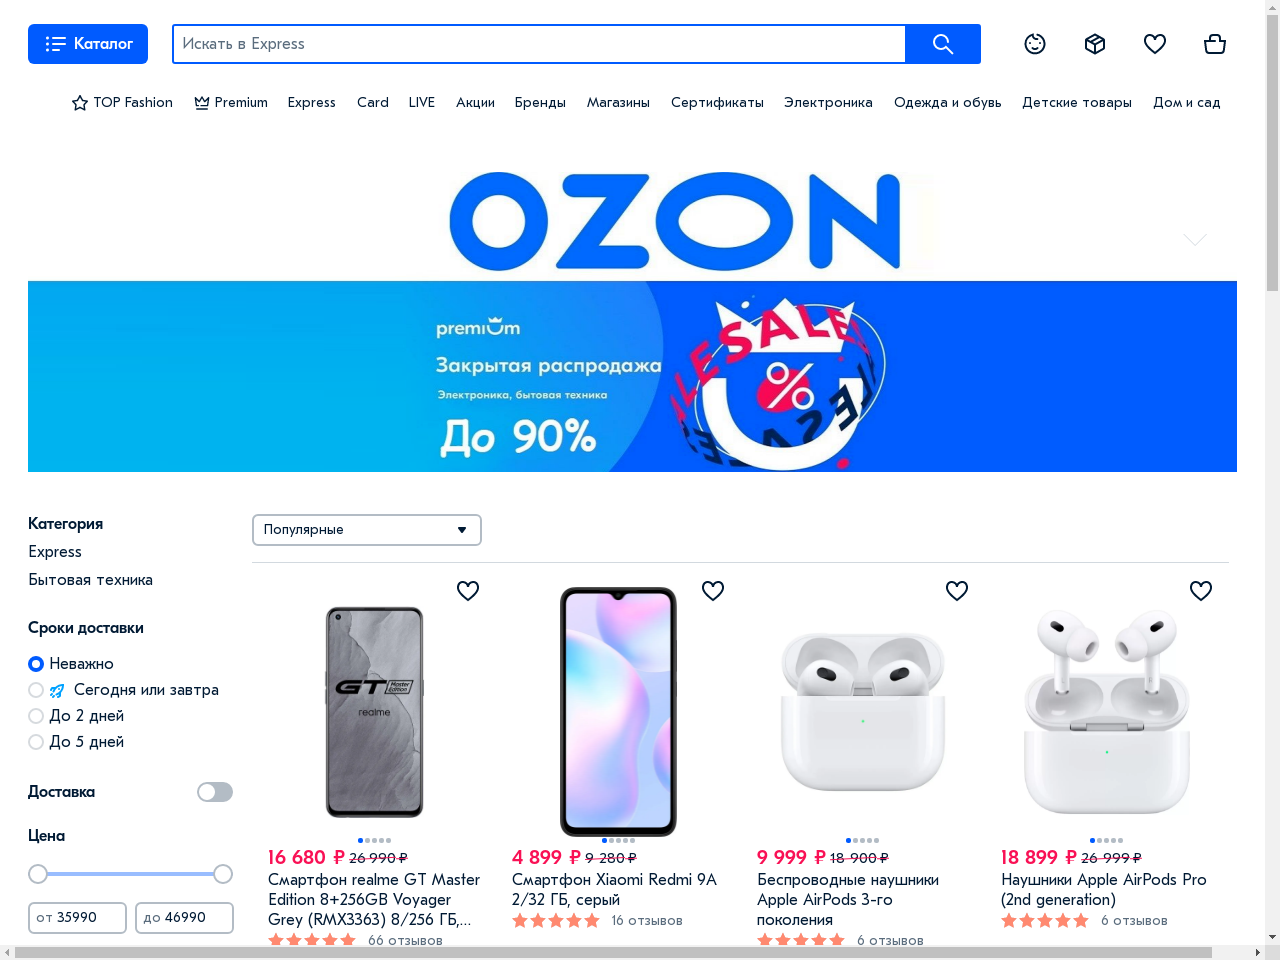 Каталог
Искать в Express
TOP Fashion
Premium
Express
Card
LIVE
Акции
Бренды
Магазины
Сертификаты
Электроника
Одежда и обувь
Детские товары
Дом и сад
OZON
premium
Закрытая распродажа
Электроника, бытовая техника
До 90%
SALE
%
Категория
Express
Бытовая техника
Сроки доставки
Неважно
Сегодня или завтра
До 2 дней
До 5 дней
Доставка
Цена
от 35990
до 46990
Популярные
GT Master Edition
realme
16 680 ₽ 26 990 ₽
Смартфон realme GT Master
Edition 8+256GB Voyager
Grey (RMX3363) 8/256 ГБ,...
66 отзывов
4 899 ₽ 9 280 ₽
Смартфон Xiaomi Redmi 9A
2/32 ГБ, серый
16 отзывов
9 999 ₽ 18 900 ₽
Беспроводные наушники
Apple AirPods 3-го
поколения
6 отзывов
18 899 ₽ 26 999 ₽
Наушники Apple AirPods Pro
(2nd generation)
6 отзывов